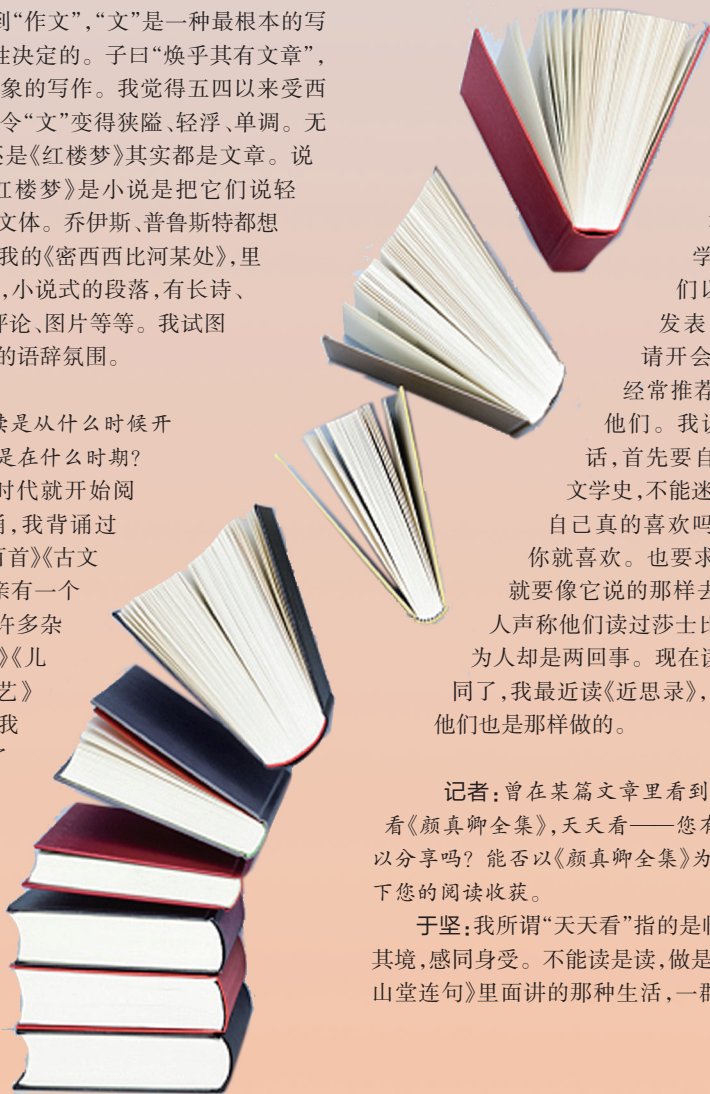 到“作文”，“文”是一种最根本的写
性决定的。子曰“焕乎其有文章”，
象的写作。我觉得五四以来受西
令“文”变得狭隘、轻浮、单调。无
还是《红楼梦》其实都是文章。说
红楼梦》是小说是把它们说轻
文体。乔伊斯、普鲁斯特都想
我的《密西西比河某处》，里
，小说式的段落，有长诗、
评论、图片等等。我试图
的语辞氛围。
读是从什么时候开
是在什么时期？
时代就开始阅
诵，我背诵过
百首》《古文
亲有一个
许多杂
》《儿
艺》
我
学
们以
发表
请开会
经常推荐
他们。我认
话，首先要自
文学史，不能迷
自己真的喜欢吗
你就喜欢。也要求
就要像它说的那样去
人声称他们读过莎士比
为人却是两回事。现在读
同了，我最近读《近思录》，
他们也是那样做的。
记者：曾在某篇文章里看到
看《颜真卿全集》，天天看——您有
以分享吗？能否以《颜真卿全集》为
下您的阅读收获。
于坚：我所谓“天天看”指的是临
其境，感同身受。不能读是读，做是
山堂连句》里面讲的那种生活，一群